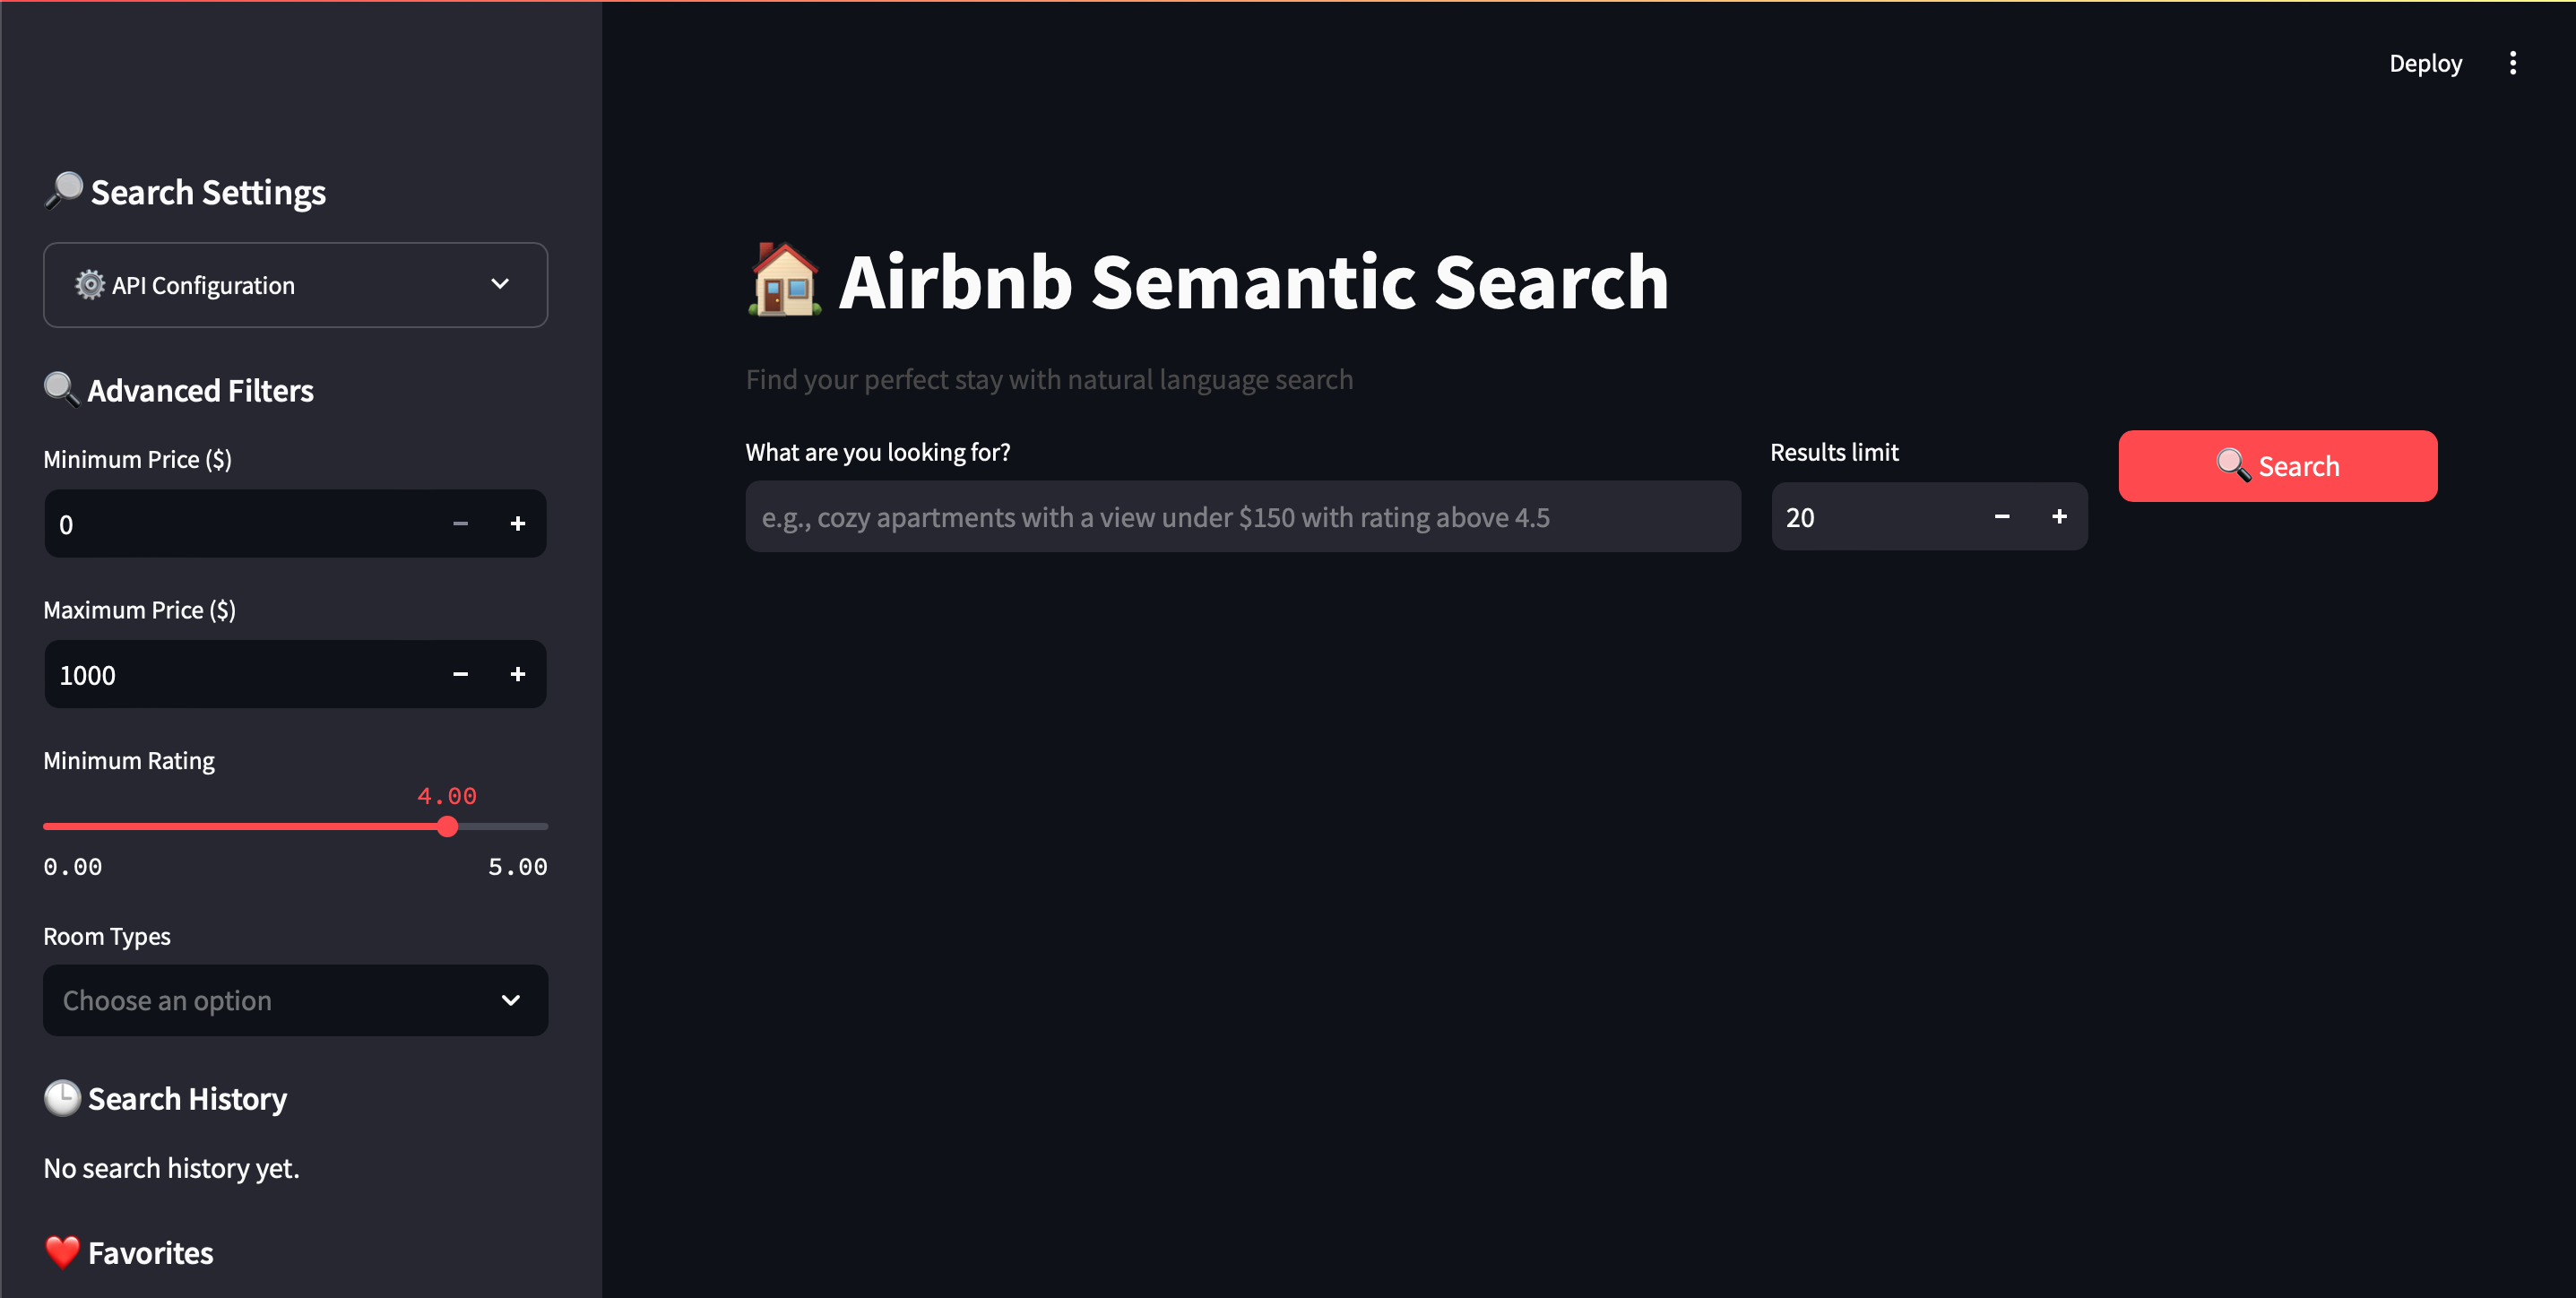 Deploy
🔎 Search Settings
⚙️ API Configuration
🔍 Advanced Filters
Minimum Price ($)
0
Maximum Price ($)
1000
Minimum Rating
4.00
0.00 5.00
Room Types
Choose an option
🕒 Search History
No search history yet.
❤️ Favorites
🏠 Airbnb Semantic Search
Find your perfect stay with natural language search
What are you looking for?
e.g., cozy apartments with a view under $150 with rating above 4.5
Results limit
20
🔍 Search